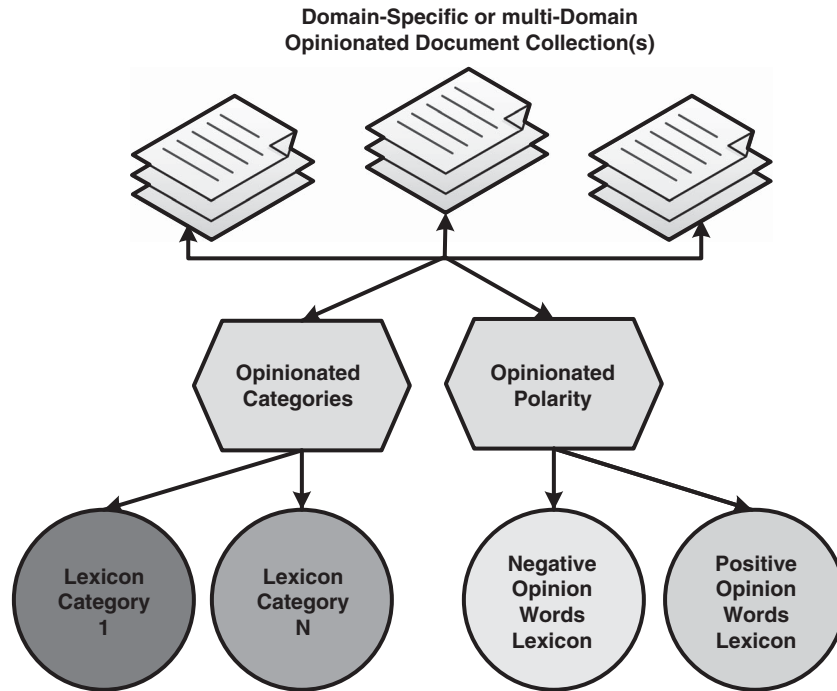 Domain-Specific or multi-Domain
Opinionated Document Collection(s)
Opinionated
Categories
Opinionated
Polarity
Lexicon
Category
1
Lexicon
Category
N
Negative
Opinion
Words
Lexicon
Positive
Opinion
Words
Lexicon